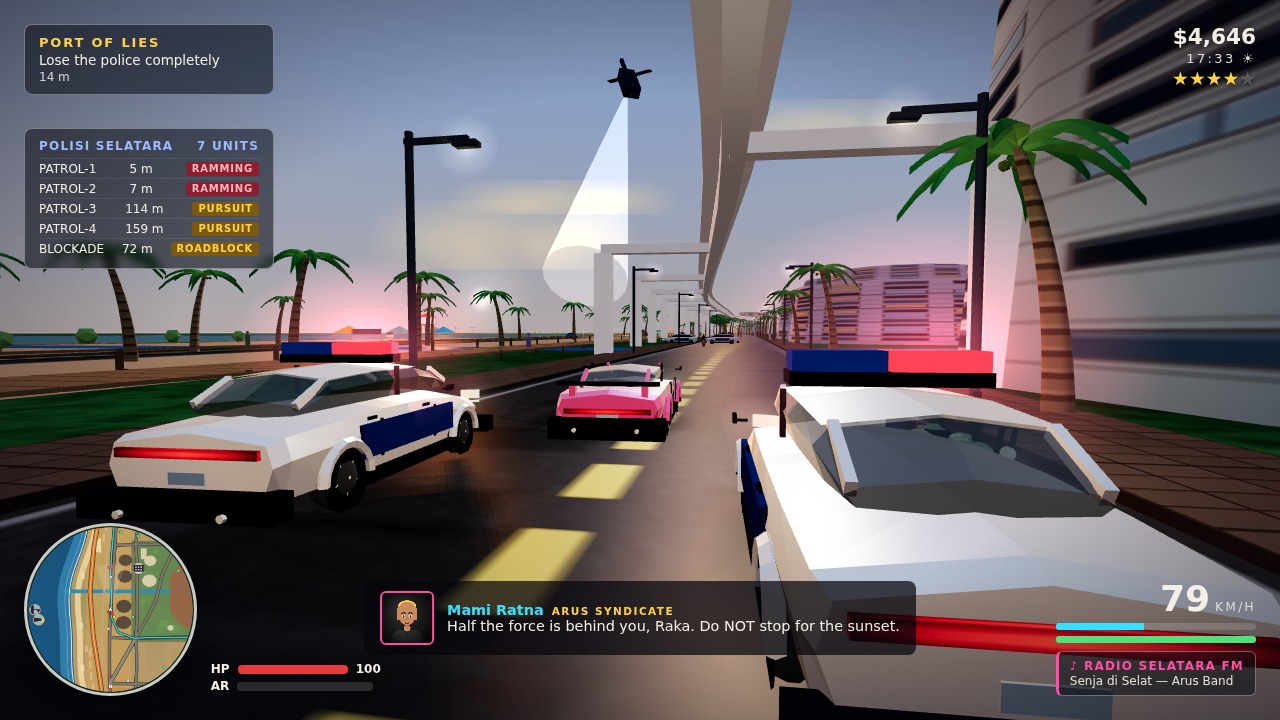 PORT OF LIES
Lose the police completely
14 m
$4,646
17:33 ☀
★★★★★
POLISI SELATARA 7 UNITS
PATROL-1 5 m RAMMING
PATROL-2 7 m RAMMING
PATROL-3 114 m PURSUIT
PATROL-4 159 m PURSUIT
BLOCKADE 72 m ROADBLOCK
Mami Ratna ARUS SYNDICATE
Half the force is behind you, Raka. Do NOT stop for the sunset.
79 KM/H
HP 100
AR
♪ RADIO SELATARA FM
Senja di Selat — Arus Band